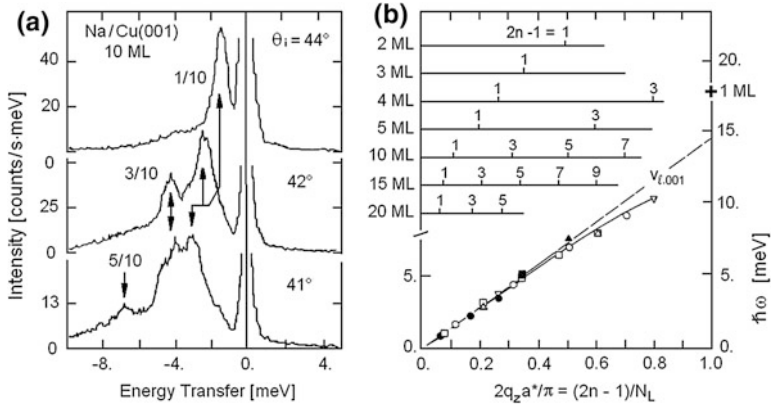 (a)
Na/Cu(001)
10 ML
θi = 44°
1/10
40
20
0
3/10
42°
25
0
5/10
41°
13
0
-8.
-4.
0
4.0
Energy Transfer [meV]
Intensity [counts/s·meV]
(b)
2 ML
2n -1 = 1
3 ML
1
4 ML
1 3
5 ML
1 3
10 ML
1 3 5 7
15 ML
1 3 5 7 9
20 ML
1 3 5
20.
1 ML
15.
10.
5.
0.
vℓ.001
5.
0.
0 0.2 0.4 0.6 0.8 1.0
2qza*/π = (2n - 1)/NL
ħω [meV]